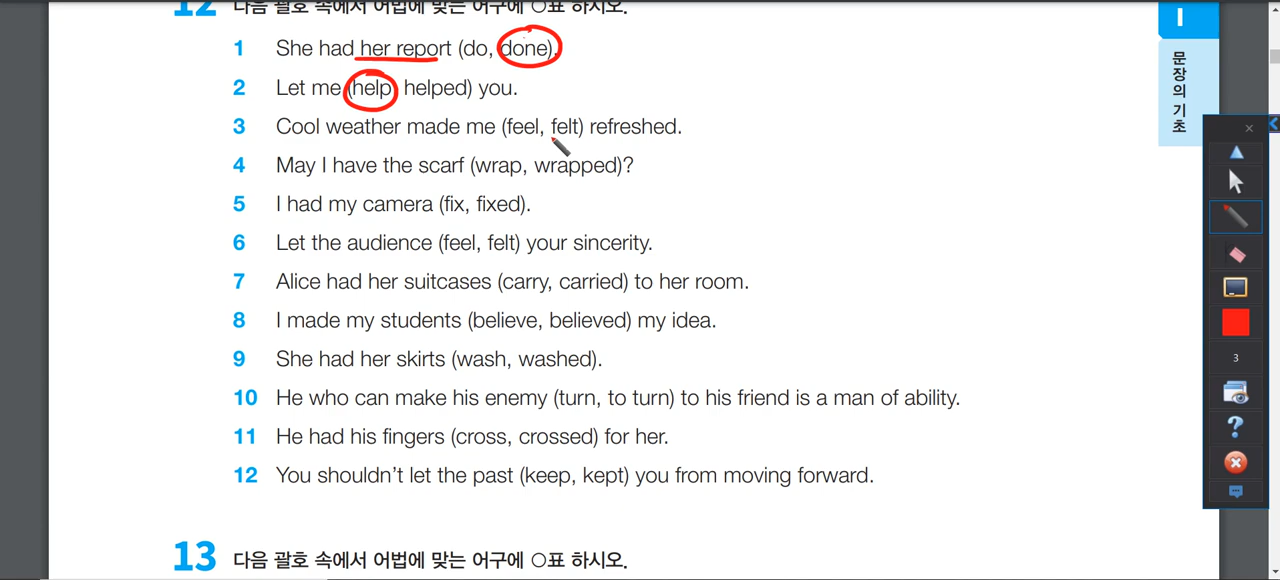 12 다음 괄호 속에서 어법에 맞는 어구에 ○표 하시오.
I
문장의 기초
1 She had her report (do, done).
2 Let me (help, helped) you.
3 Cool weather made me (feel, felt) refreshed.
4 May I have the scarf (wrap, wrapped)?
5 I had my camera (fix, fixed).
6 Let the audience (feel, felt) your sincerity.
7 Alice had her suitcases (carry, carried) to her room.
8 I made my students (believe, believed) my idea.
9 She had her skirts (wash, washed).
10 He who can make his enemy (turn, to turn) to his friend is a man of ability.
11 He had his fingers (cross, crossed) for her.
12 You shouldn't let the past (keep, kept) you from moving forward.
13 다음 괄호 속에서 어법에 맞는 어구에 ○표 하시오.
3